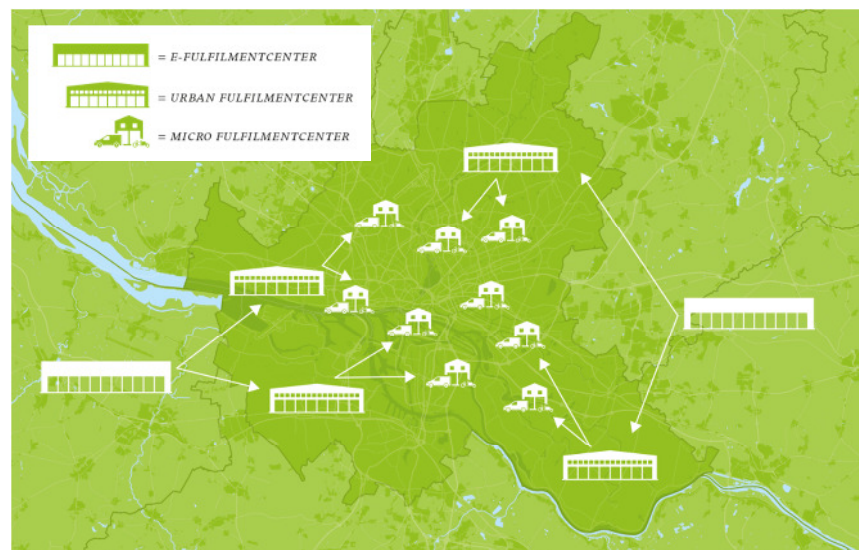 = E-FULFILMENTCENTER
= URBAN FULFILMENTCENTER
= MICRO FULFILMENTCENTER